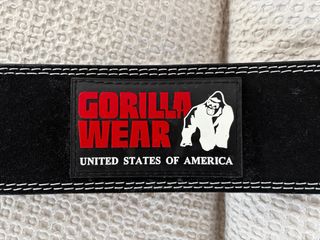 GORILLA
WEAR
UNITED STATES OF AMERICA